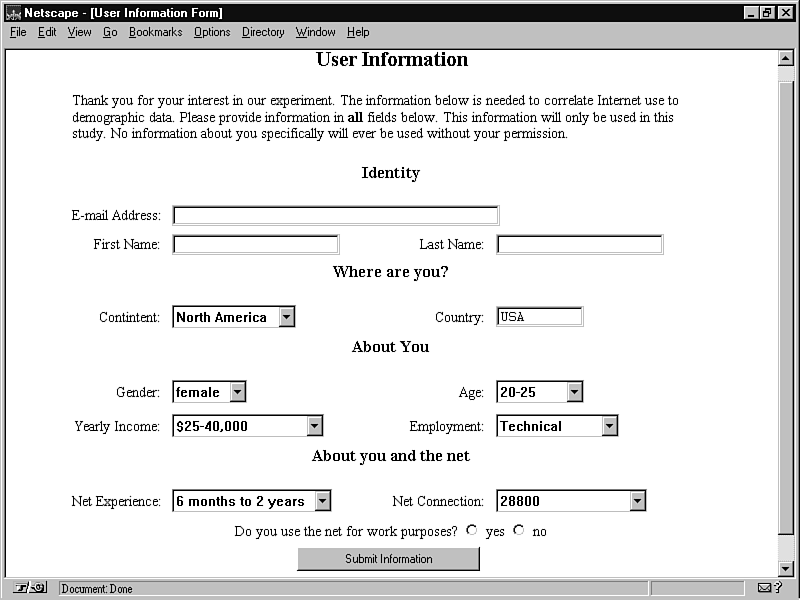 Netscape - [User Information Form]
File Edit View Go Bookmarks Options Directory Window Help
User Information
Thank you for your interest in our experiment. The information below is needed to correlate Internet use to
demographic data. Please provide information in all fields below. This information will only be used in this
study. No information about you specifically will ever be used without your permission.
Identity
E-mail Address:
First Name: Last Name:
Where are you?
Contintent: North America Country: USA
About You
Gender: female Age: 20-25
Yearly Income: $25-40,000 Employment: Technical
About you and the net
Net Experience: 6 months to 2 years Net Connection: 28800
Do you use the net for work purposes? yes no
Submit Information
Document: Done